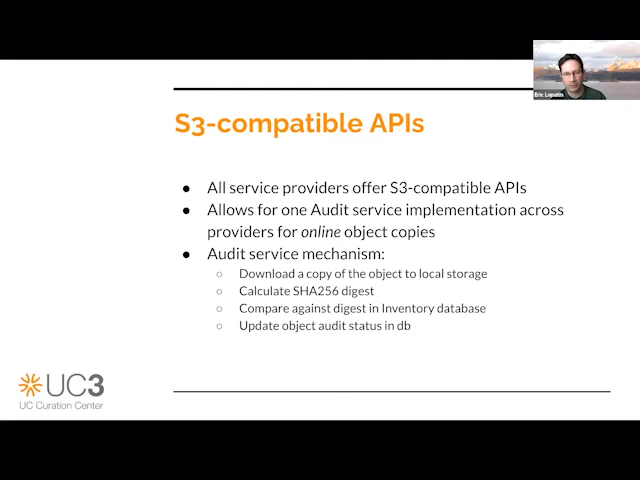 Eric Lopatin
S3-compatible APIs
● All service providers offer S3-compatible APIs
● Allows for one Audit service implementation across
providers for online object copies
● Audit service mechanism:
○ Download a copy of the object to local storage
○ Calculate SHA256 digest
○ Compare against digest in Inventory database
○ Update object audit status in db
UC3
UC Curation Center